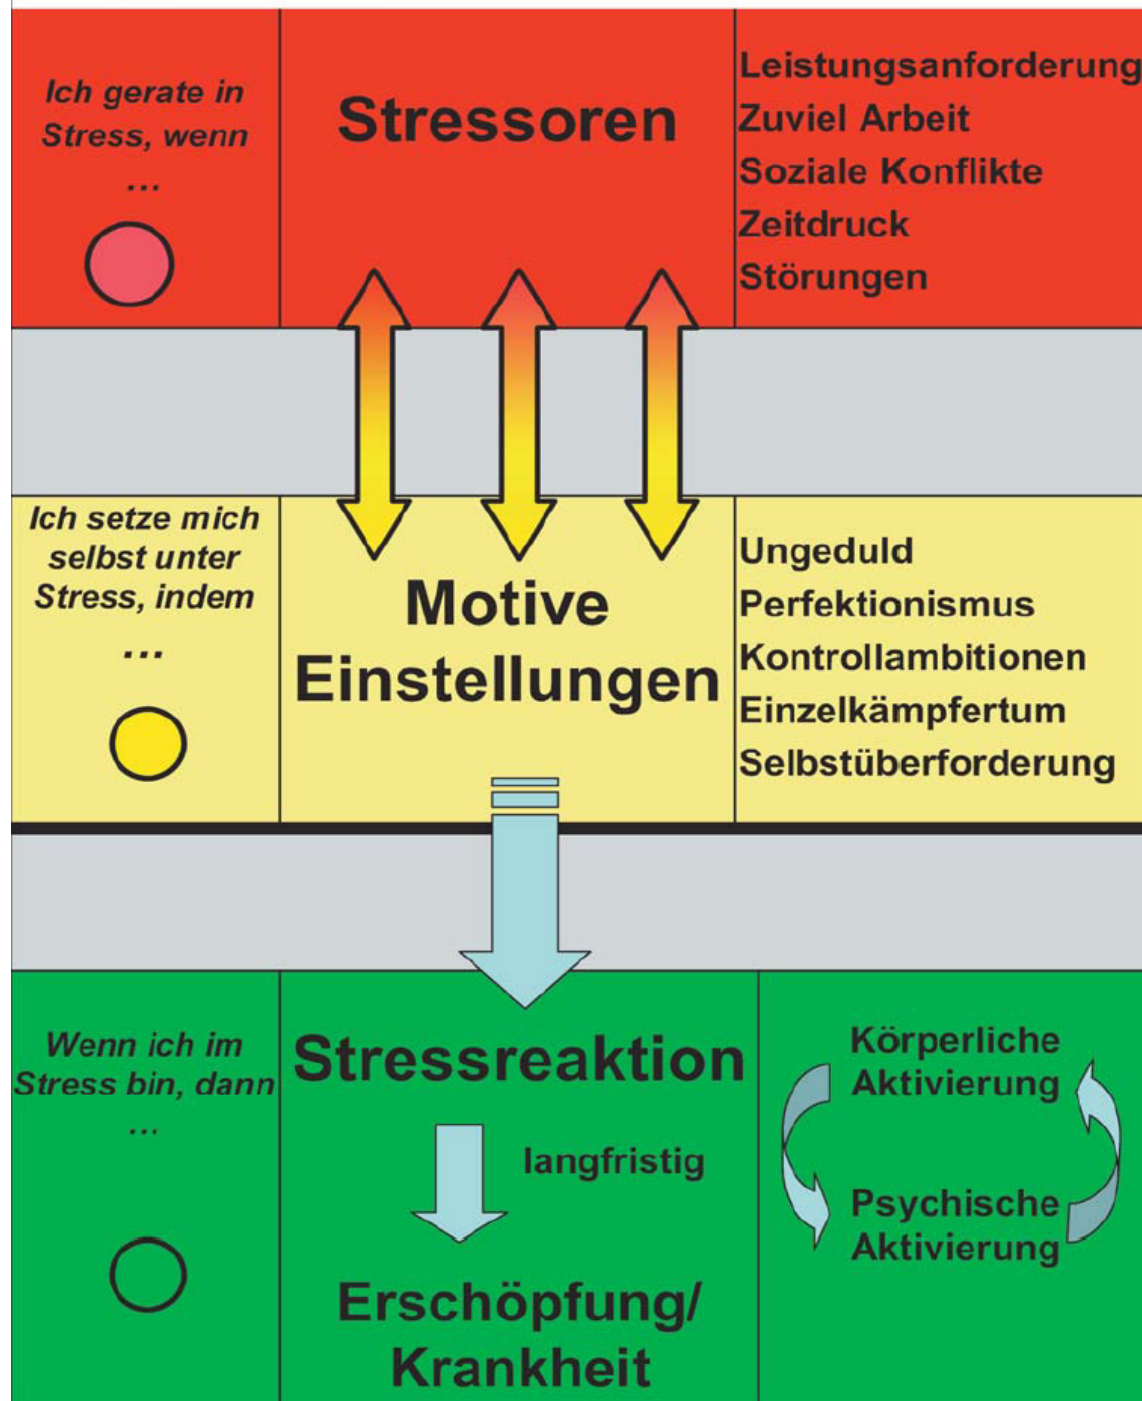 Ich gerate in
Stress, wenn
...
Stressoren
Leistungsanforderung
Zuviel Arbeit
Soziale Konflikte
Zeitdruck
Störungen
Ich setze mich
selbst unter
Stress, indem
...
Motive
Einstellungen
Ungeduld
Perfektionismus
Kontrollambitionen
Einzelkämpfertum
Selbstüberforderung
Wenn ich im
Stress bin, dann
...
Stressreaktion
langfristig
Erschöpfung/
Krankheit
Körperliche
Aktivierung
Psychische
Aktivierung